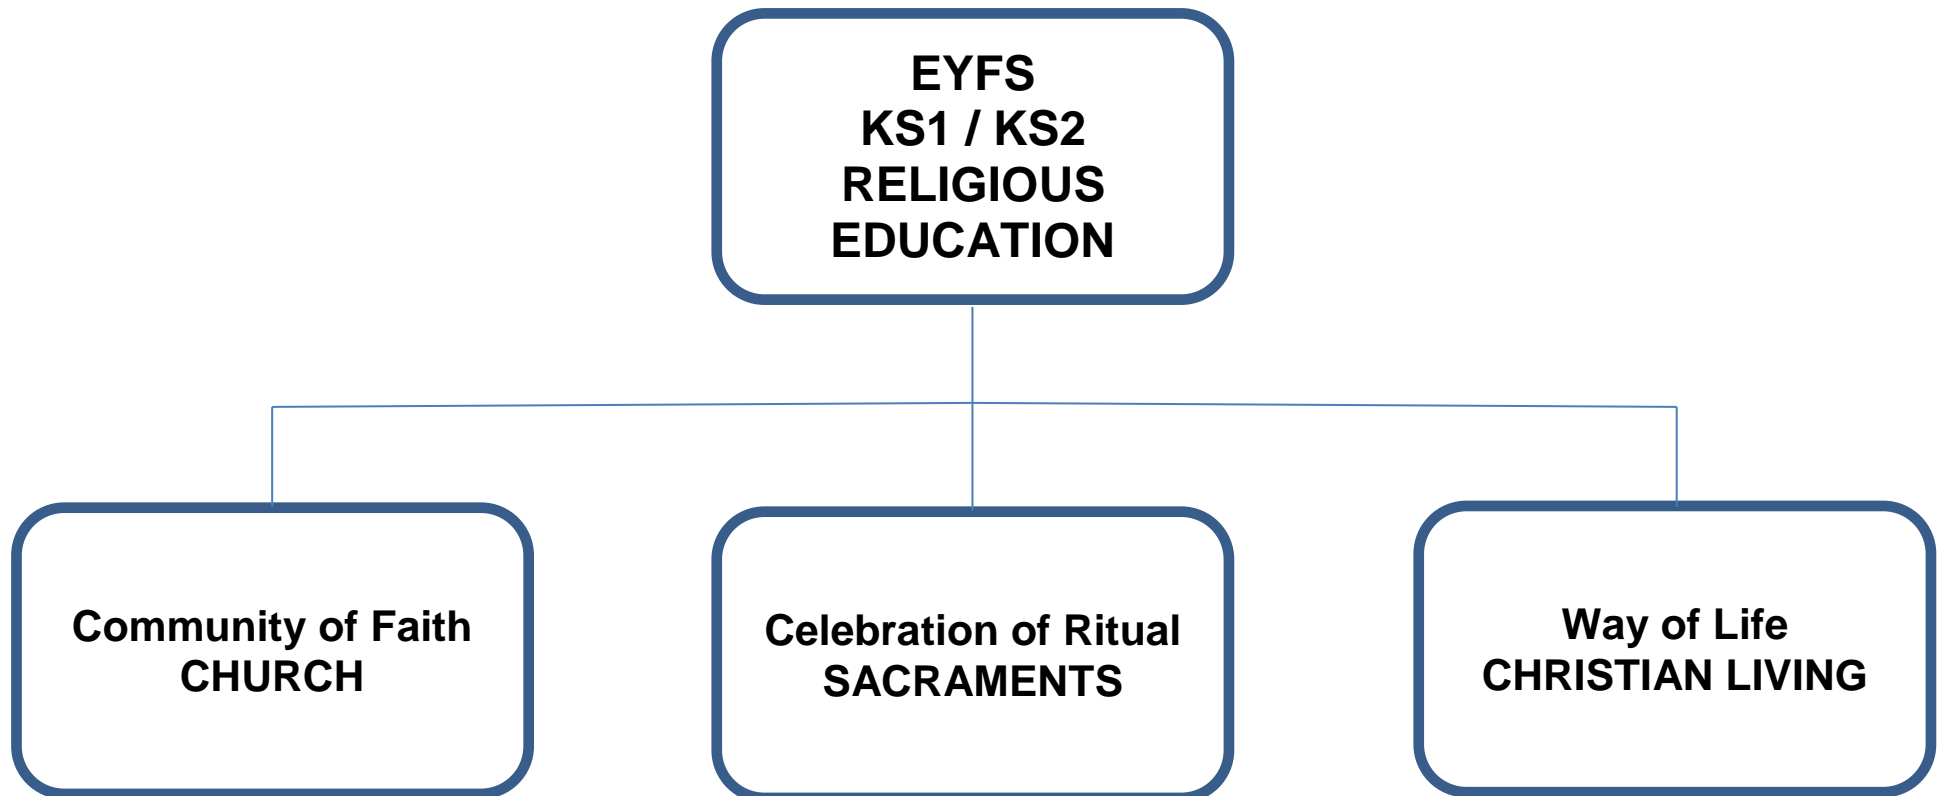 EYFS
KS1 / KS2
RELIGIOUS
EDUCATION
Community of Faith
CHURCH
Celebration of Ritual
SACRAMENTS
Way of Life
CHRISTIAN LIVING